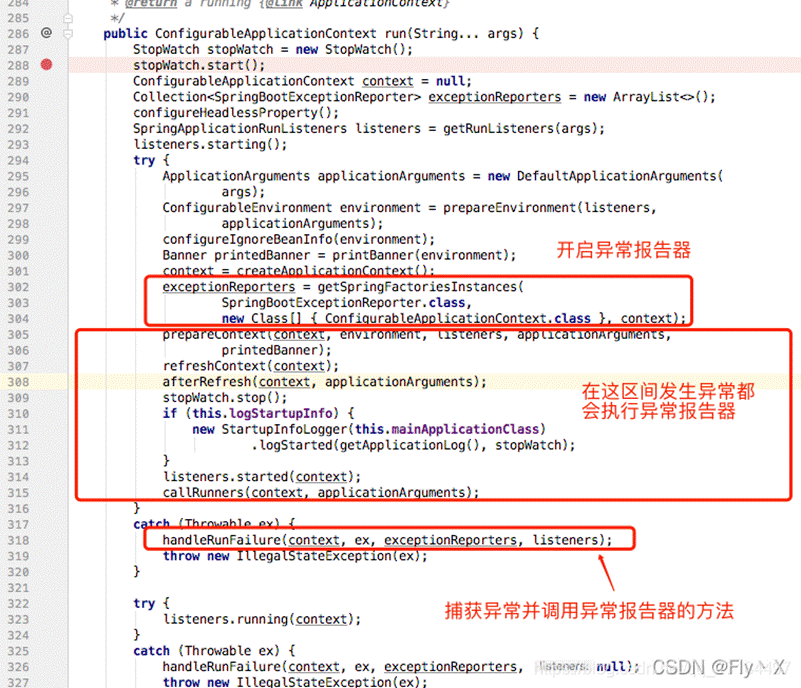 284 * @return a running {@link ApplicationContext}
285 */
286 @ public ConfigurableApplicationContext run(String... args) {
287 StopWatch stopWatch = new StopWatch();
288 stopWatch.start();
289 ConfigurableApplicationContext context = null;
290 Collection<SpringBootExceptionReporter> exceptionReporters = new ArrayList<>();
291 configureHeadlessProperty();
292 SpringApplicationRunListeners listeners = getRunListeners(args);
293 listeners.starting();
294 try {
295 ApplicationArguments applicationArguments = new DefaultApplicationArguments(
296 args);
297 ConfigurableEnvironment environment = prepareEnvironment(listeners,
298 applicationArguments);
299 configureIgnoreBeanInfo(environment);
300 Banner printedBanner = printBanner(environment);
开启异常报告器
301 context = createApplicationContext();
302 exceptionReporters = getSpringFactoriesInstances(
303 SpringBootExceptionReporter.class,
304 new Class[] { ConfigurableApplicationContext.class }, context);
305 prepareContext(context, environment, listeners, applicationArguments,
306 printedBanner);
307 refreshContext(context);
308 afterRefresh(context, applicationArguments);
在这区间发生异常都
会执行异常报告器
309 stopWatch.stop();
310 if (this.logStartupInfo) {
311 new StartupInfoLogger(this.mainApplicationClass)
312 .logStarted(getApplicationLog(), stopWatch);
313 }
314 listeners.started(context);
315 callRunners(context, applicationArguments);
316 }
317 catch (Throwable ex) {
318 handleRunFailure(context, ex, exceptionReporters, listeners);
319 throw new IllegalStateException(ex);
320 }
321
322 try {
捕获异常并调用异常报告器的方法
323 listeners.running(context);
324 }
325 catch (Throwable ex) {
326 handleRunFailure(context, ex, exceptionReporters, listeners: null);
CSDN @Fly丶X
327 throw new IllegalStateException(ex);